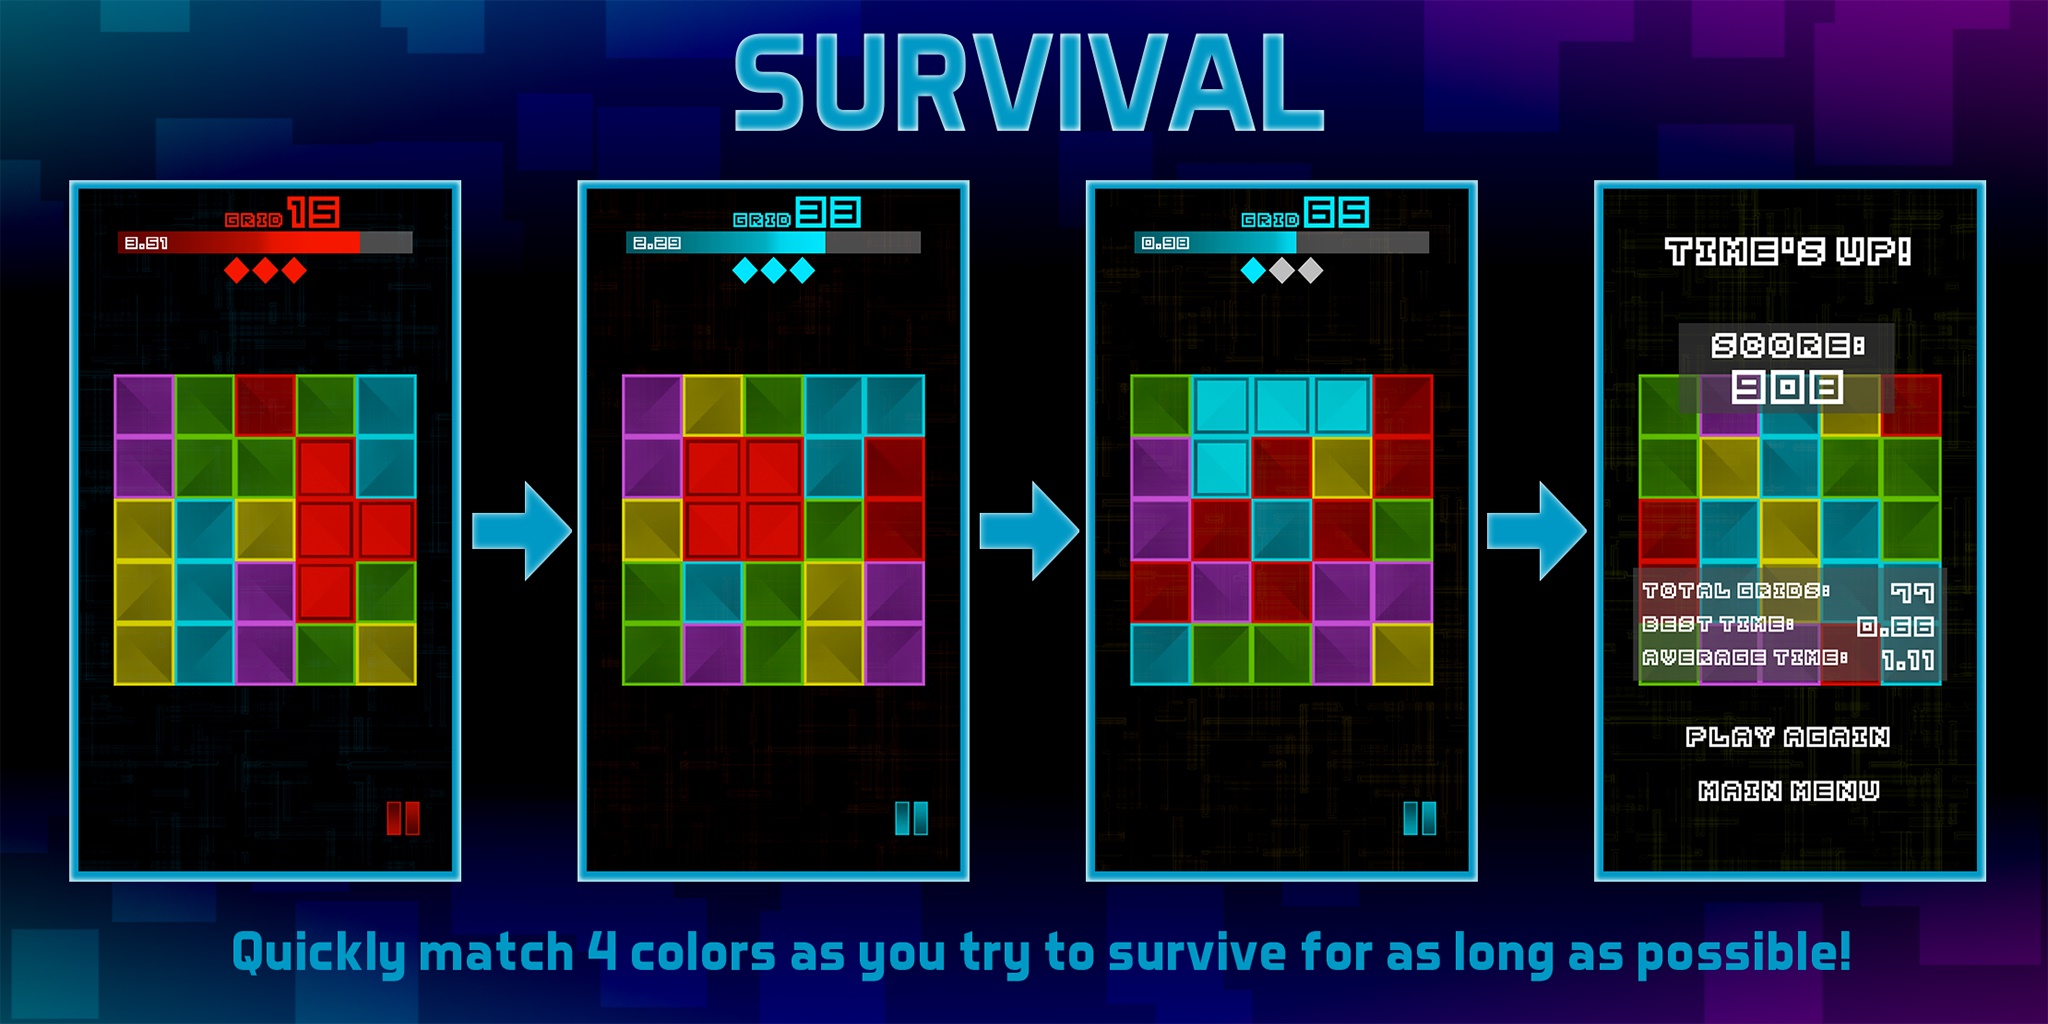 SURVIVAL
GRID 15
3.51
GRID 33
2.29
GRID 65
0.98
TIME'S UP!
SCORE:
908
TOTAL GRIDS: 77
BEST TIME: 0.66
AVERAGE TIME: 1.11
PLAY AGAIN
MAIN MENU
Quickly match 4 colors as you try to survive for as long as possible!